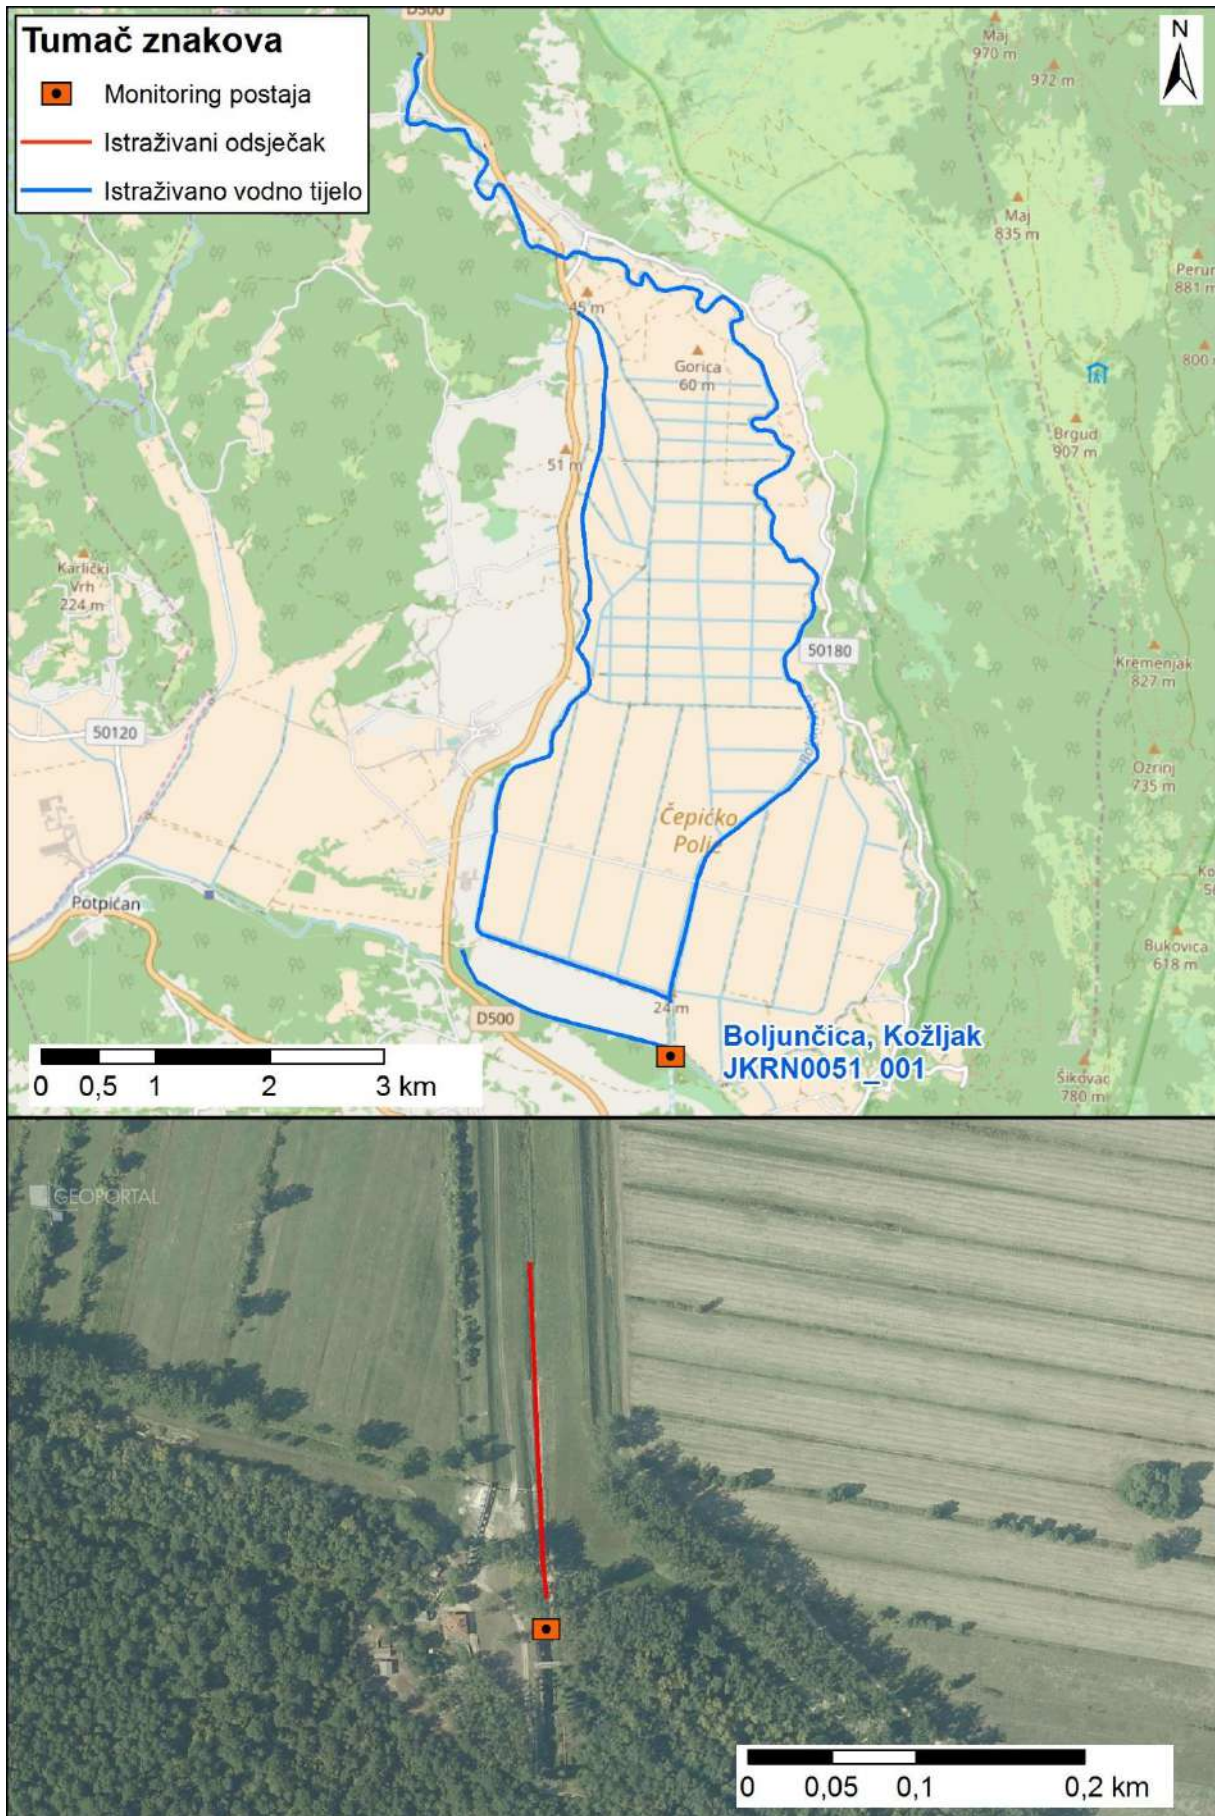 D500
Tumač znakova
Monitoring postaja
Istraživani odsječak
Istraživano vodno tijelo
N
Maj
970 m
972 m
Maj
835 m
Perun
881 m
45 m
Gorica
60 m
800
Brgud
907 m
51 m
Karlički
Vrh
224 m
50180
Kremenjak
827 m
50120
Ožrinj
735 m
Čepićko
Polje
Potpićan
Bukovica
618 m
24 m
D500
Boljunčica, Kožljak
JKRN0051_001
Šikovac
780 m
0 0,5 1 2 3 km
GEOPORTAL
0 0,05 0,1 0,2 km